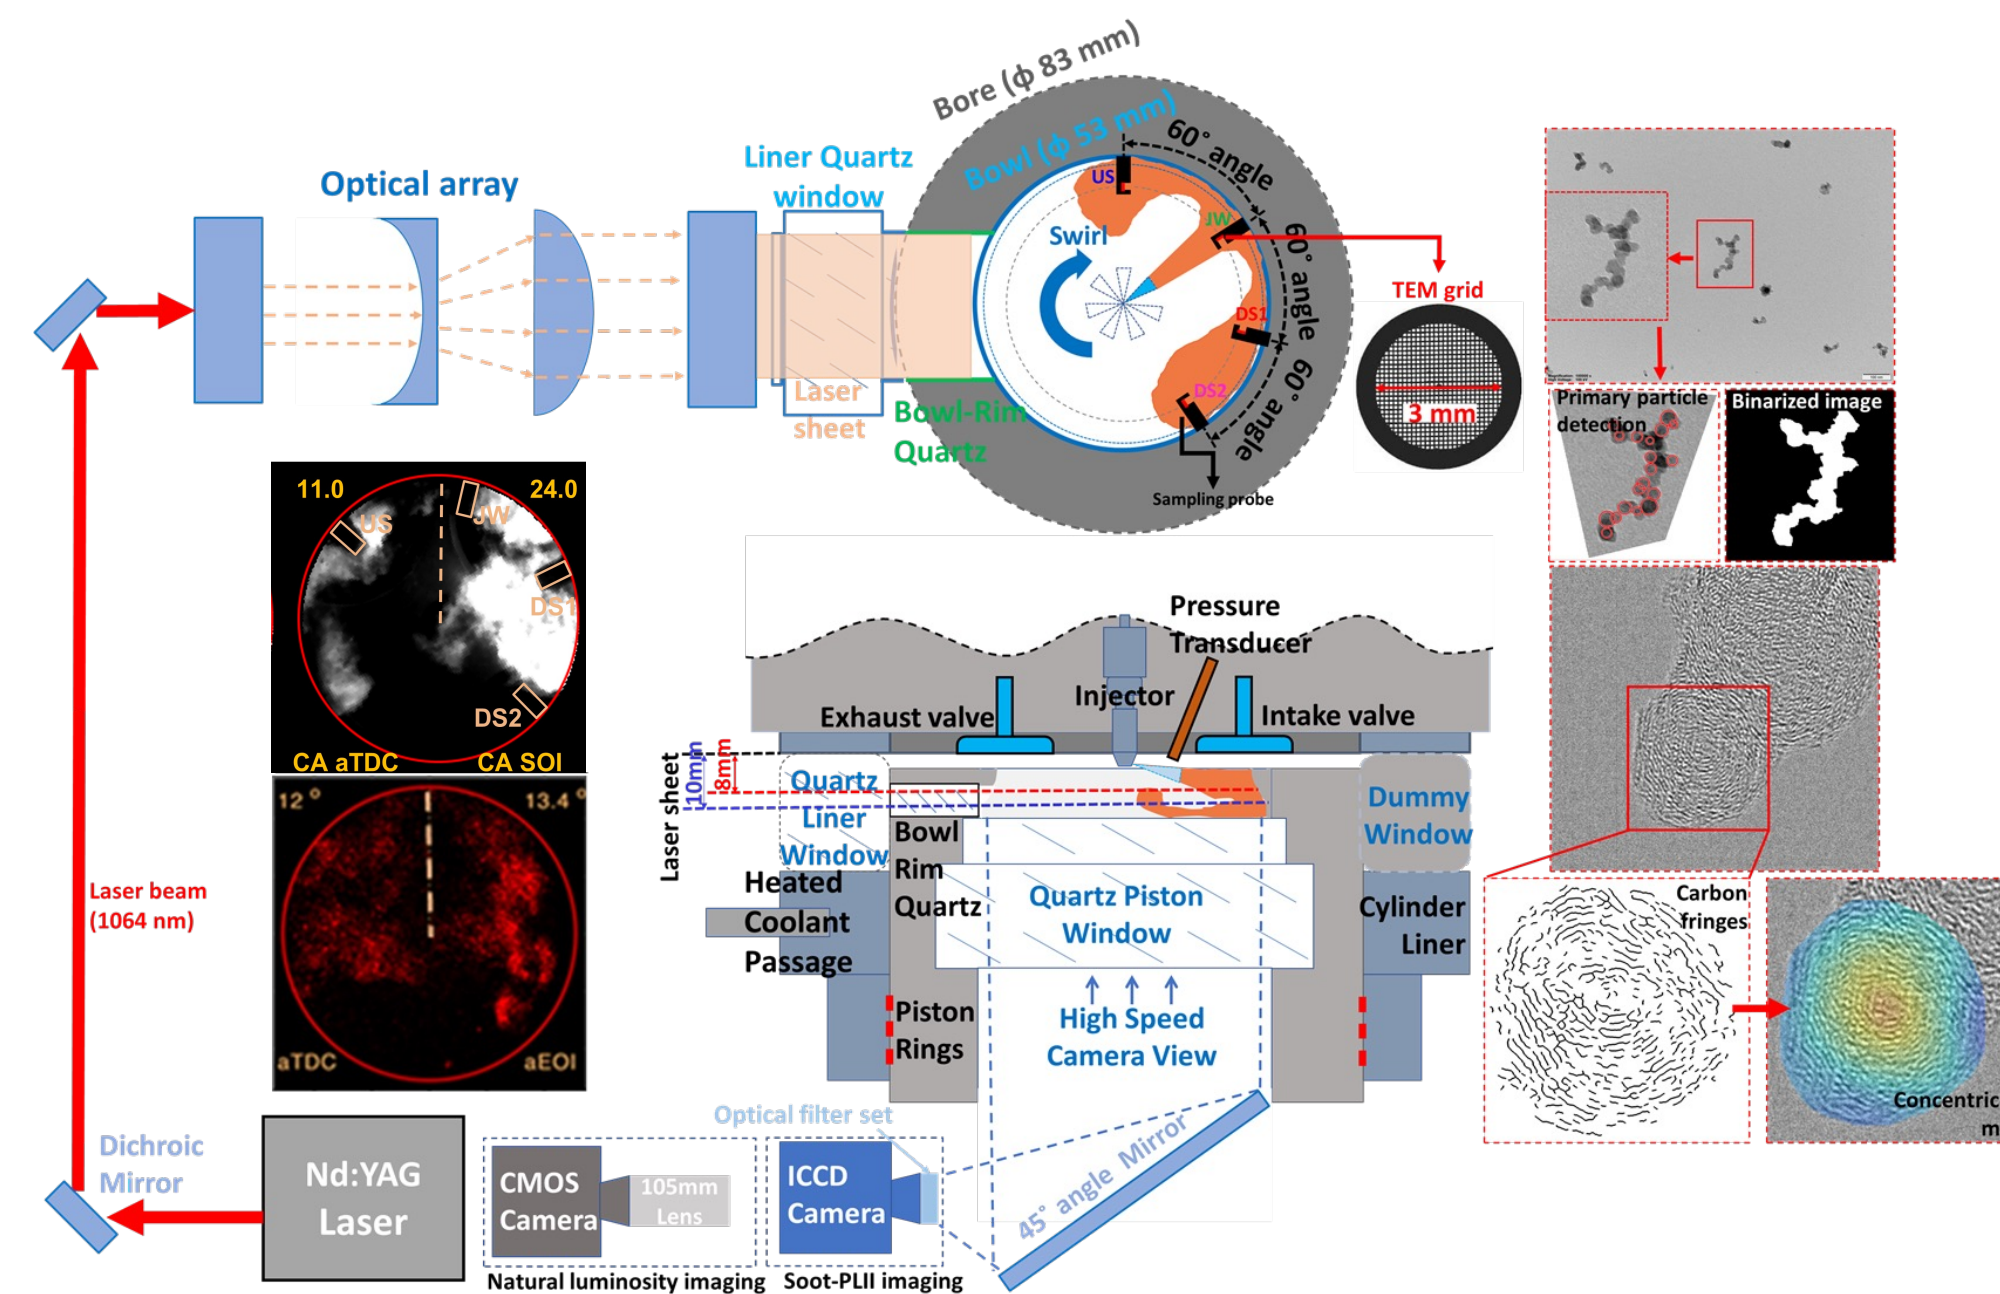 Bore (ϕ 83 mm)
Bowl (ϕ 53 mm)
60° angle
60° angle
60° angle
Optical array
Liner Quartz
window
US
JW
DS1
DS2
Swirl
Laser
sheet
Bowl-Rim
Quartz
Sampling probe
TEM grid
3 mm
Primary particle
detection
Binarized image
11.0
24.0
US
JW
DS1
DS2
CA aTDC
CA SOI
12 °
13.4 °
aTDC
aEOI
Laser beam
(1064 nm)
Pressure
Transducer
Injector
Exhaust valve
Intake valve
Laser sheet
10mm
8mm
Quartz
Liner
Window
Dummy
Window
Bowl
Rim
Quartz
Heated
Coolant
Passage
Quartz Piston
Window
Cylinder
Liner
Piston
Rings
High Speed
Camera View
Carbon
fringes
Concentric
m
Dichroic
Mirror
Nd:YAG
Laser
Optical filter set
CMOS
Camera
105mm
Lens
ICCD
Camera
45° angle Mirror
Natural luminosity imaging
Soot-PLII imaging